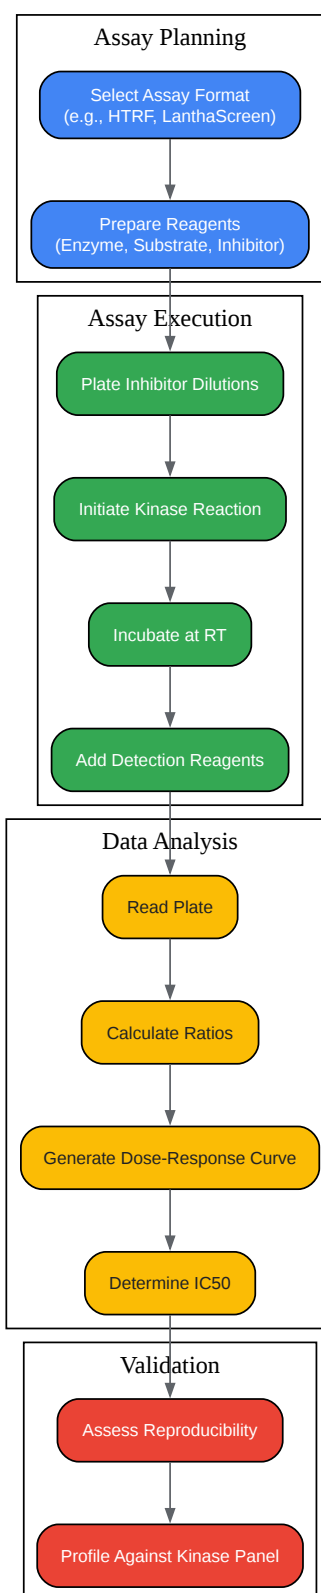 Assay Planning
Select Assay Format
(e.g., HTRF, LanthaScreen)
Prepare Reagents
(Enzyme, Substrate, Inhibitor)
Assay Execution
Plate Inhibitor Dilutions
Initiate Kinase Reaction
Incubate at RT
Add Detection Reagents
Data Analysis
Read Plate
Calculate Ratios
Generate Dose-Response Curve
Determine IC50
Validation
Assess Reproducibility
Profile Against Kinase Panel